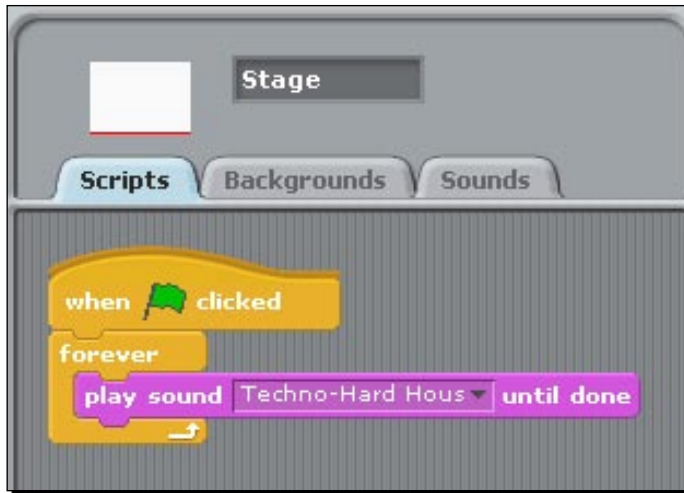 Stage
Scripts Backgrounds Sounds
when clicked
forever
play sound Techno-Hard Hous until done